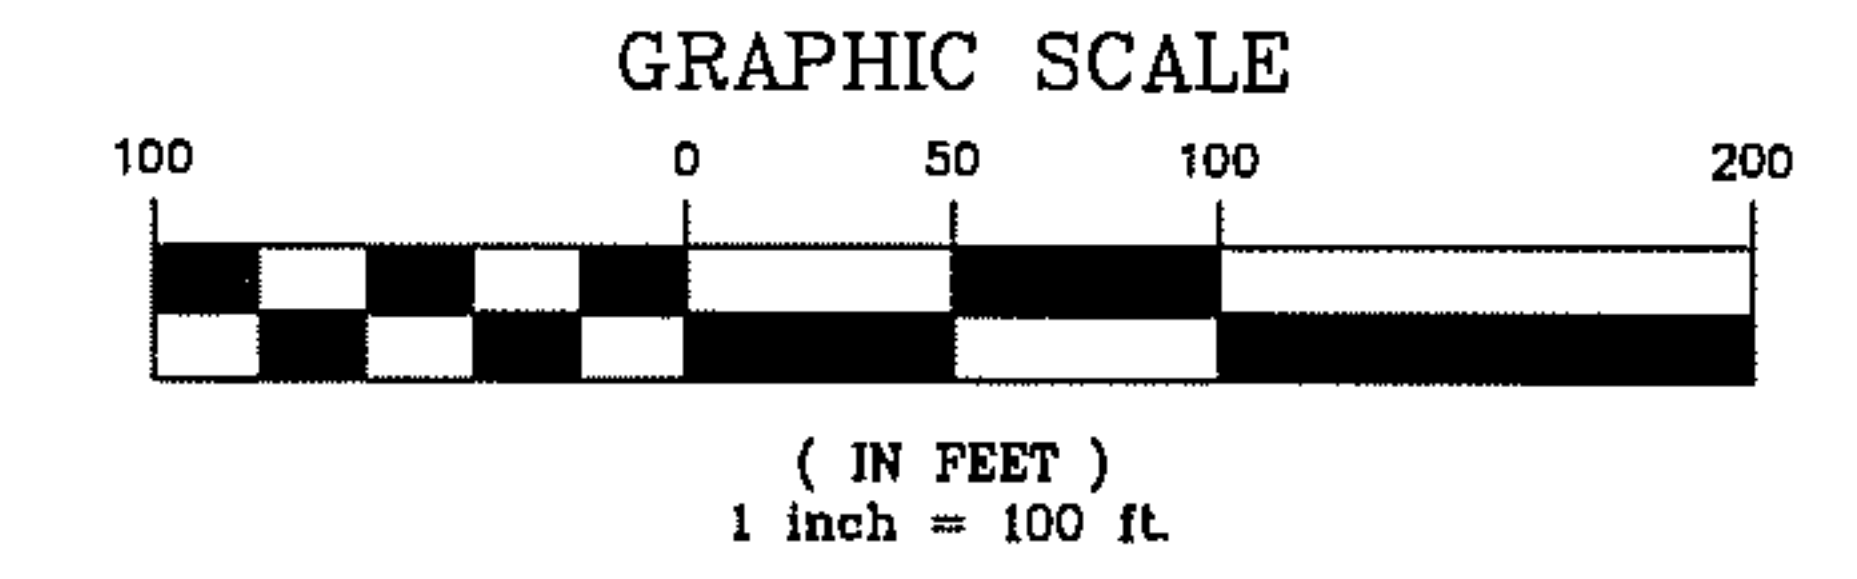 GRAPHIC SCALE
100 0 50 100 200
( IN FEET )
1 inch = 100 ft.